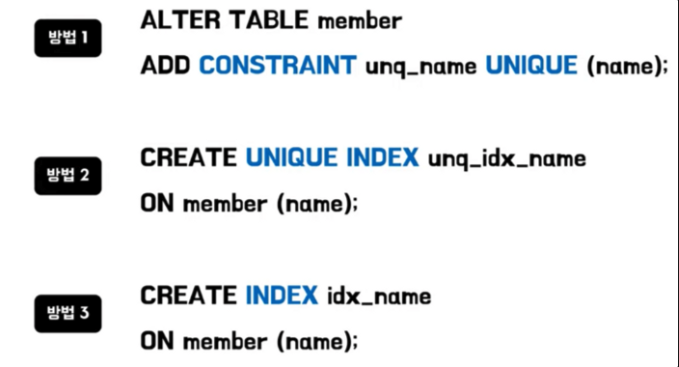 방법 1
ALTER TABLE member
ADD CONSTRAINT unq_name UNIQUE (name);
방법 2
CREATE UNIQUE INDEX unq_idx_name
ON member (name);
방법 3
CREATE INDEX idx_name
ON member (name);